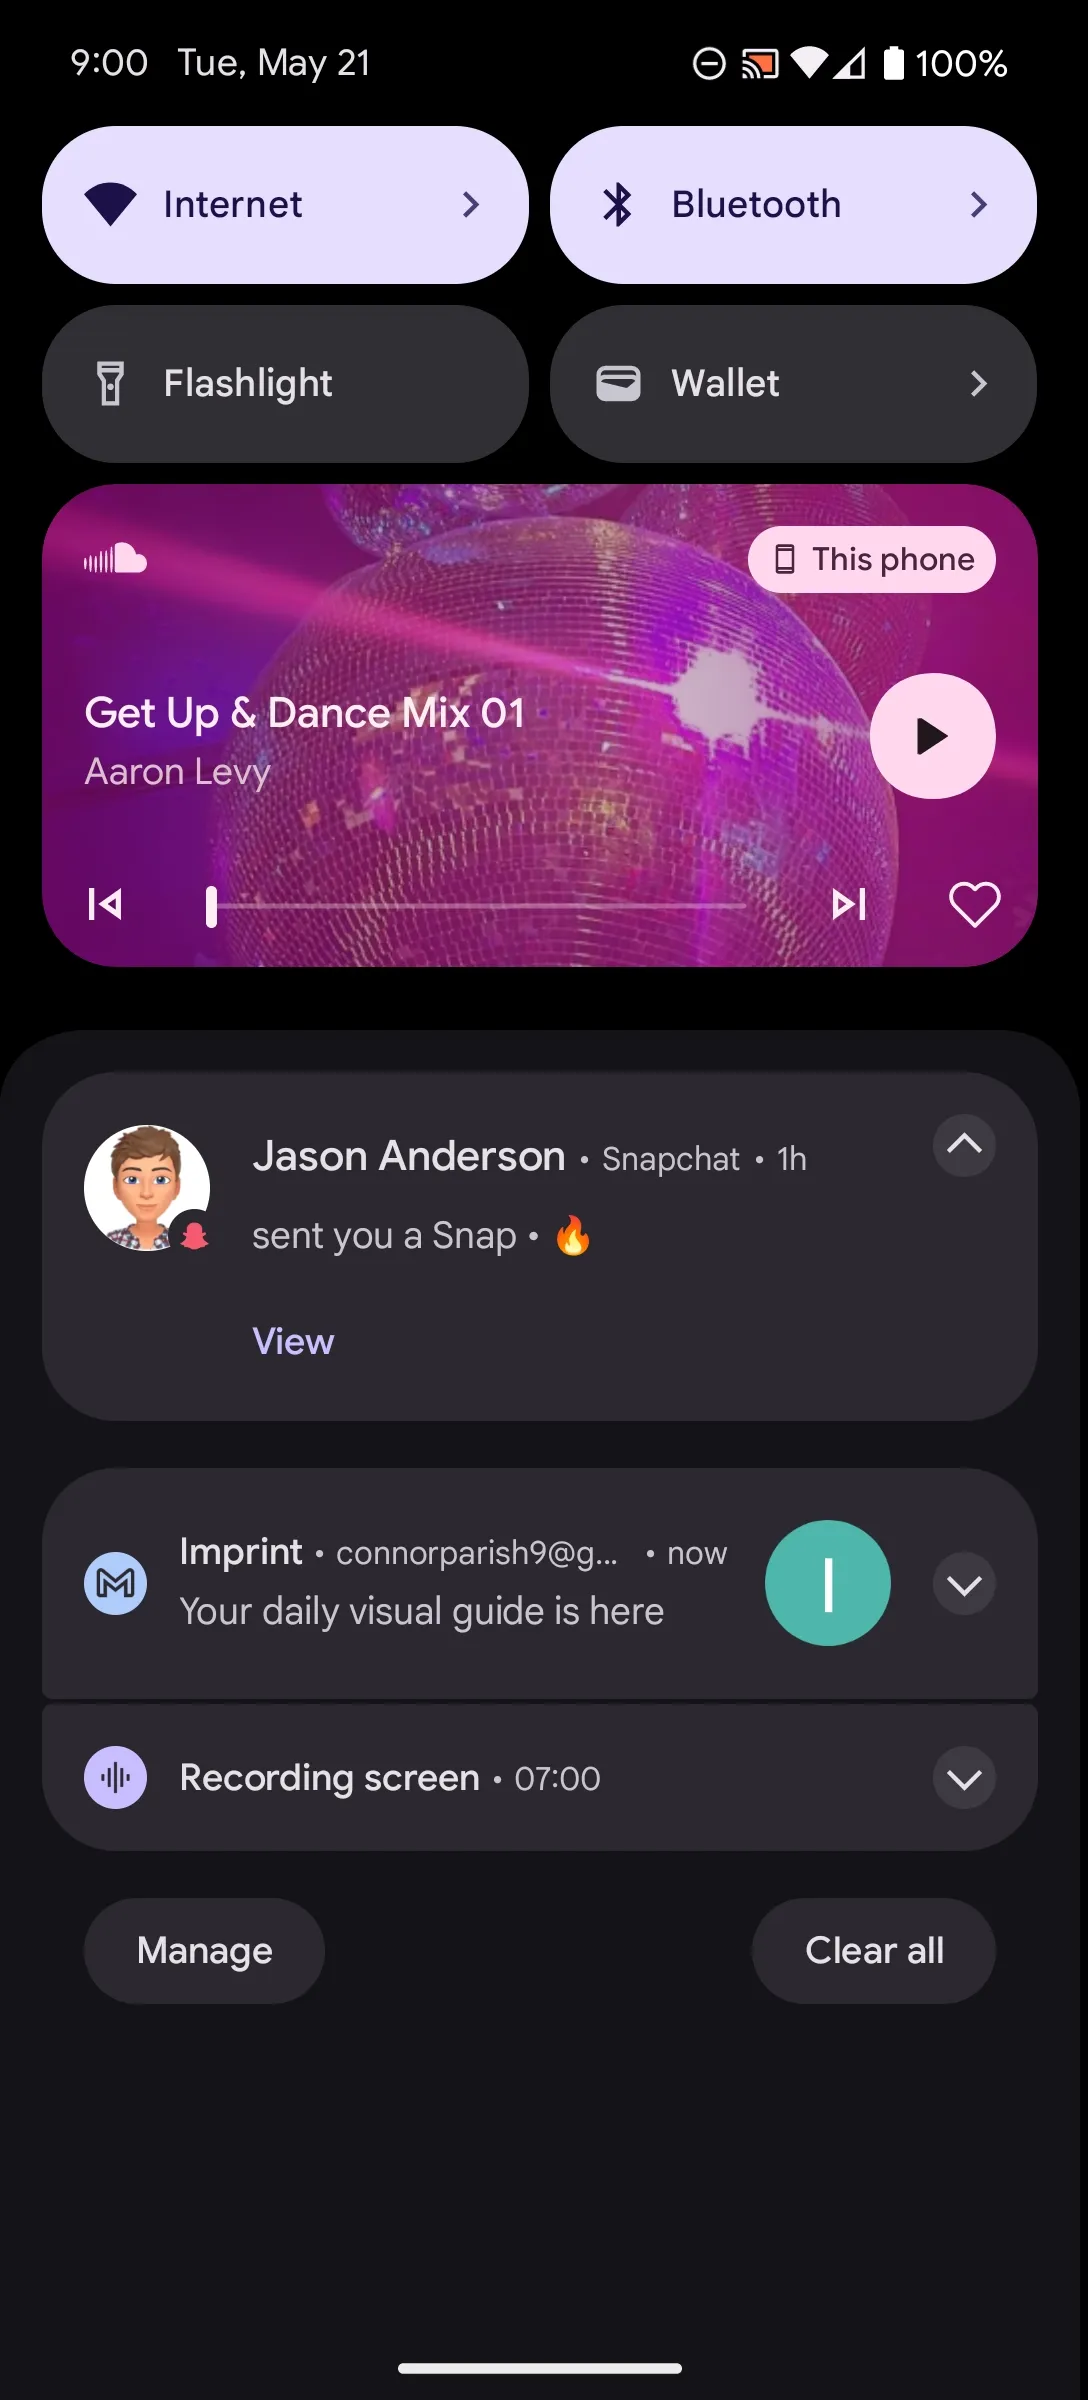 9:00 Tue, May 21 100%
Internet Bluetooth
Flashlight Wallet
This phone
Get Up & Dance Mix 01
Aaron Levy
Jason Anderson • Snapchat • 1h
sent you a Snap • 🔥
View
Imprint • connorparish9@g... • now
Your daily visual guide is here
I
Recording screen • 07:00
Manage Clear all